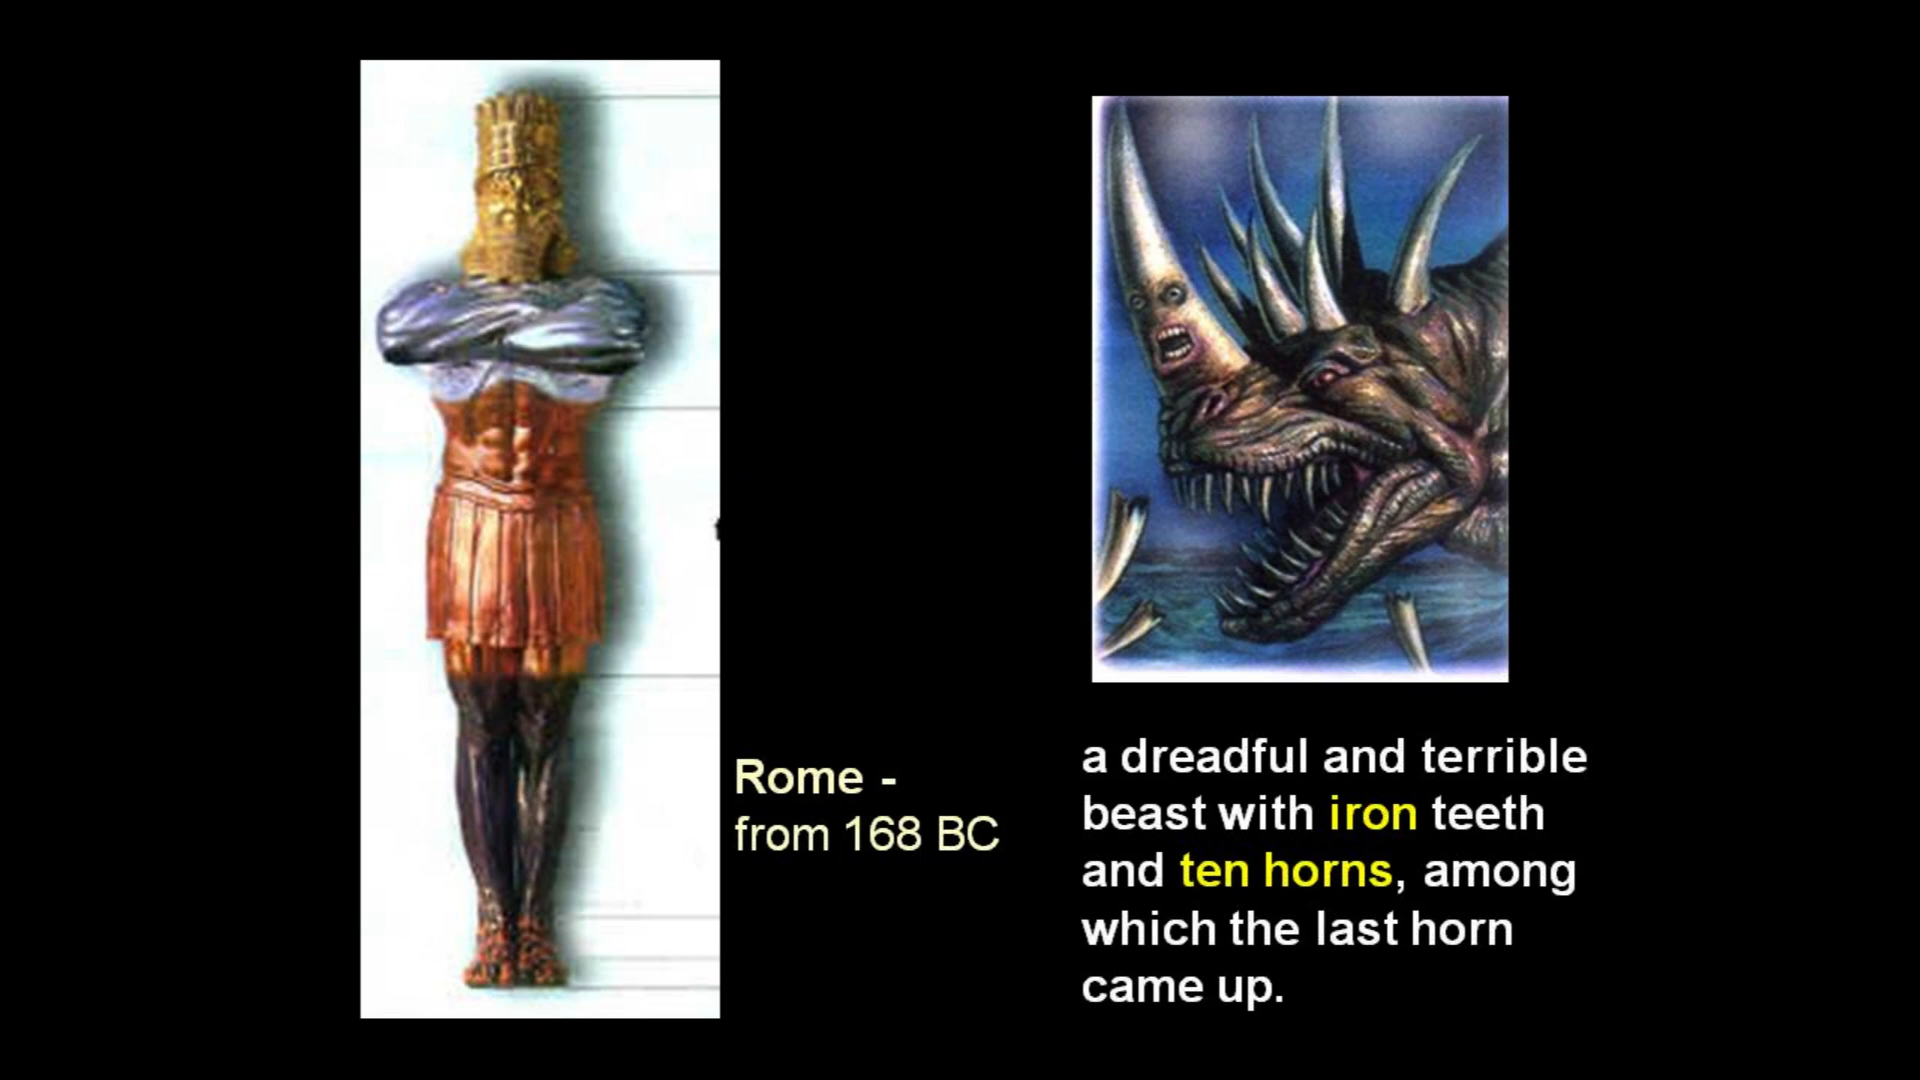 Rome -
from 168 BC
a dreadful and terrible
beast with iron teeth
and ten horns, among
which the last horn
came up.